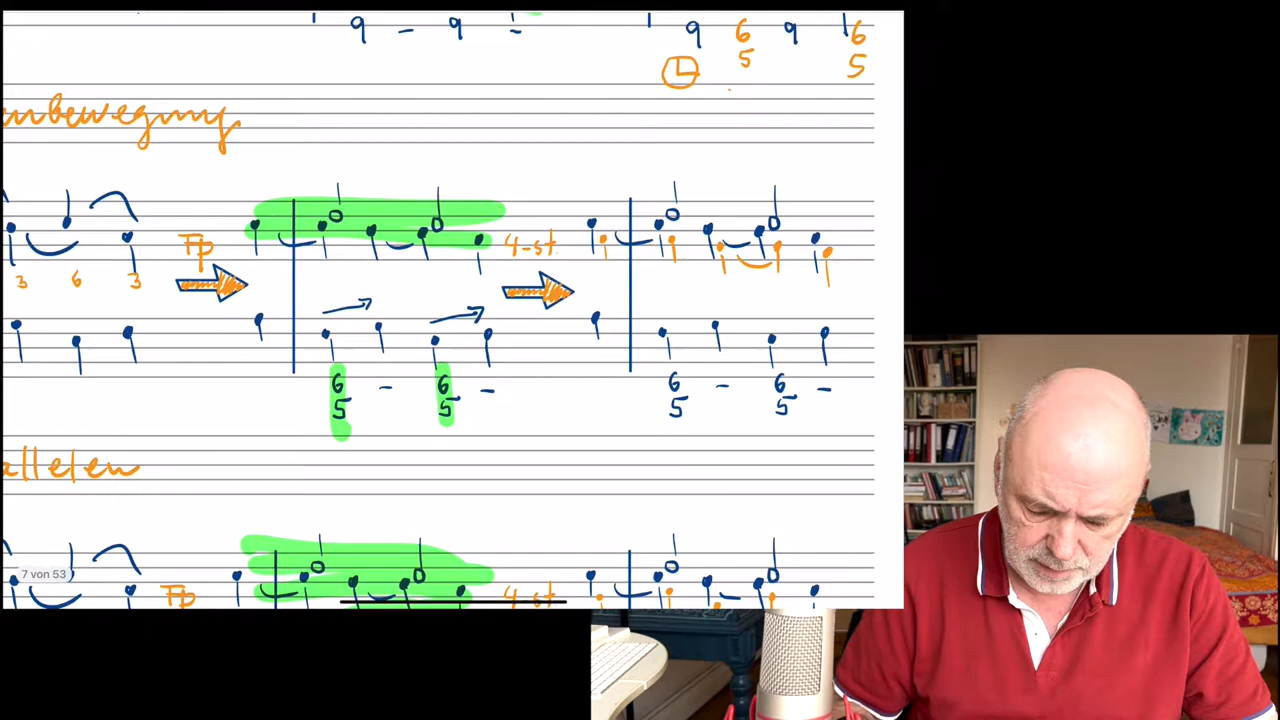 9 – 9 –
9 6 9 6
5 5
nbewegung
3 6 3
Fp
4-st
6 – 6 –
5 5
6 – 6 –
5 5
allelen
7 von 53
Fp
4-st